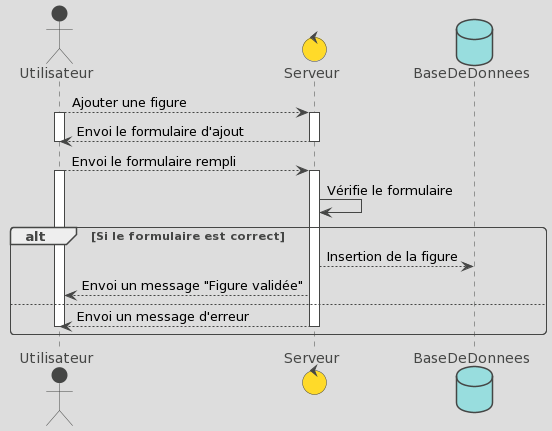 Utilisateur
Serveur
BaseDeDonnees
Ajouter une figure
Envoi le formulaire d'ajout
Envoi le formulaire rempli
Vérifie le formulaire
alt
[Si le formulaire est correct]
Insertion de la figure
Envoi un message "Figure validée"
Envoi un message d'erreur
Utilisateur
Serveur
BaseDeDonnees